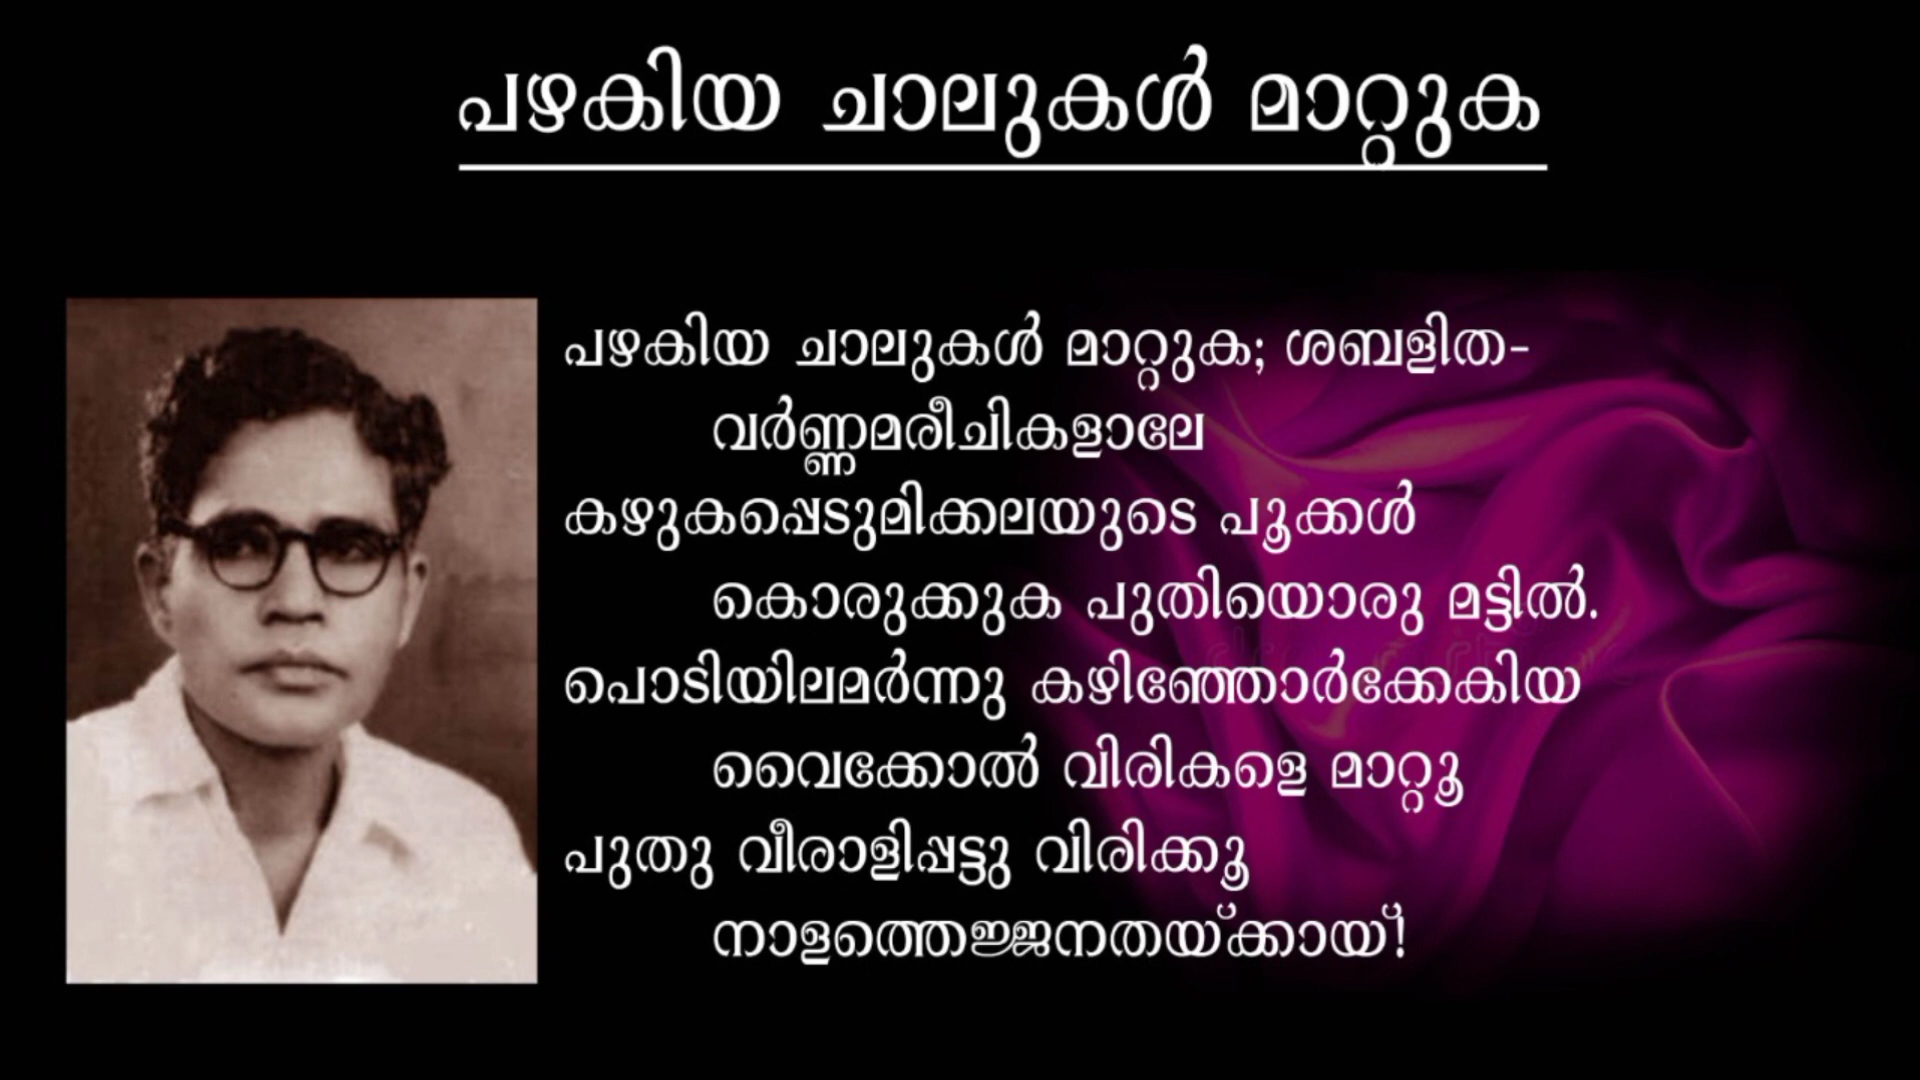 പഴകിയ ചാലുകൾ മാറ്റുക
പഴകിയ ചാലുകൾ മാറ്റുക; ശബളിത-
വർണ്ണമരീചികളാലേ
കഴുകപ്പെടുമിക്കലയുടെ പൂക്കൾ
കൊരുക്കുക പുതിയൊരു മട്ടിൽ.
പൊടിയിലമർന്നു കഴിഞ്ഞോർക്കേകിയ
വൈക്കോൽ വിരികളെ മാറ്റൂ
പുതു വീരാളിപ്പട്ടു വിരിക്കൂ
നാളത്തെജ്ജനതയ്ക്കായ്!